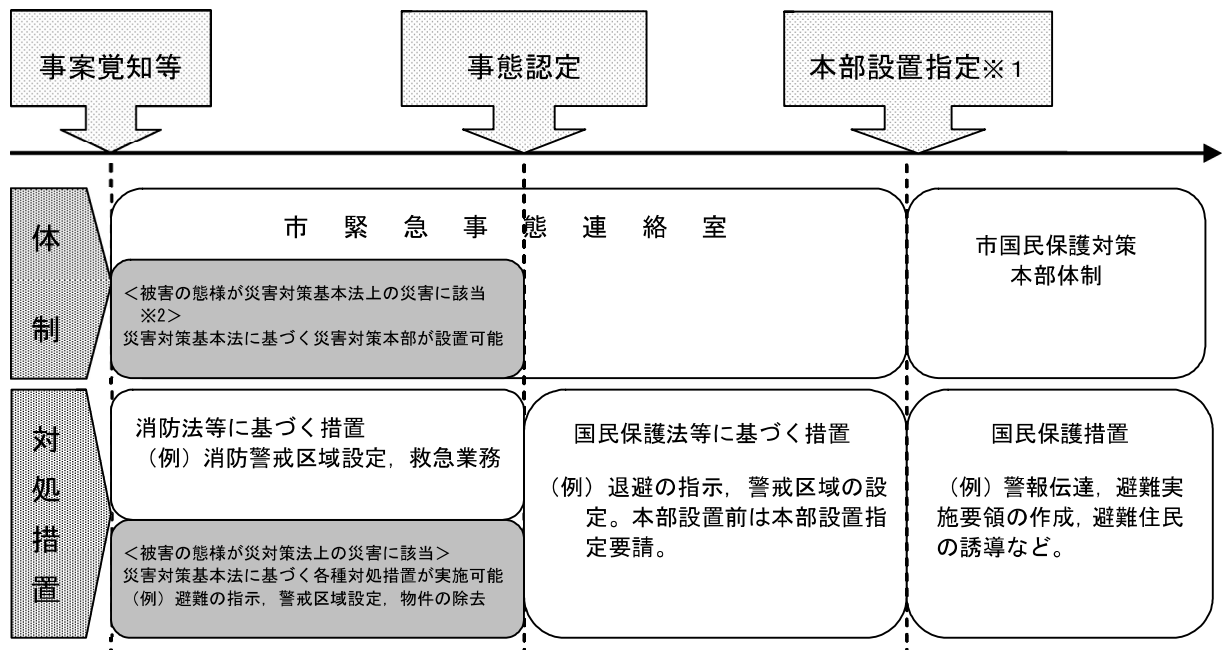 事案覚知等
事態認定
本部設置指定※1
体制
市緊急事態連絡室
＜被害の態様が災害対策基本法上の災害に該当
※2＞
災害対策基本法に基づく災害対策本部が設置可能
市国民保護対策
本部体制
対処措置
消防法等に基づく措置
（例）消防警戒区域設定，救急業務
＜被害の態様が災対策法上の災害に該当＞
災害対策基本法に基づく各種対処措置が実施可能
（例）避難の指示，警戒区域設定，物件の除去
国民保護法等に基づく措置
（例）退避の指示，警戒区域の設
定。本部設置前は本部設置指
定要請。
国民保護措置
（例）警報伝達，避難実
施要領の作成，避難住民
の誘導など。